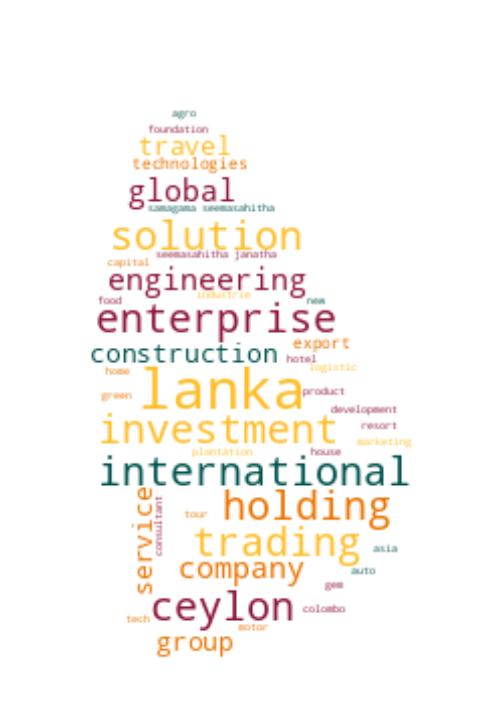 agro
foundation
travel
technologies
global
samagama seemasahitha
solution
seemasahitha janatha
capital
engineering
industrie
food
new
enterprise
export
construction
hotel
logistic
home
lanka
product
green
development
investment
resort
marketing
plantation
house
international
service
consultant
holding
tour
trading
asia
company
auto
gem
ceylon
colombo
tech
motor
group